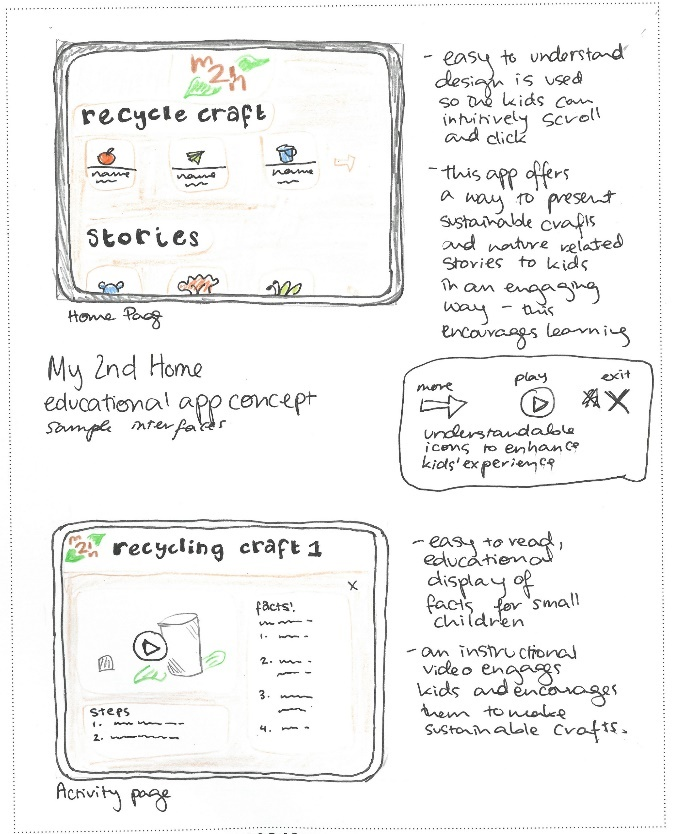 m2h
recycle craft
name
name
name
stories
Home Page
- easy to understand
design is used
so the kids can
intuitively scroll
and click
- this app offers
a way to present
sustainable crafts
and nature related
stories to kids
in an engaging
way - this
encourages learning
My 2nd Home
educational app concept
sample interfaces
more
play
exit
understandable
icons to enhance
kids' experience
m2h
recycling craft 1
x
facts:
1.
2.
3.
4.
steps
1.
2.
Activity page
- easy to read,
educational
display of
facts for small
children
- an instructional
video engages
kids and encourages
them to make
sustainable crafts.